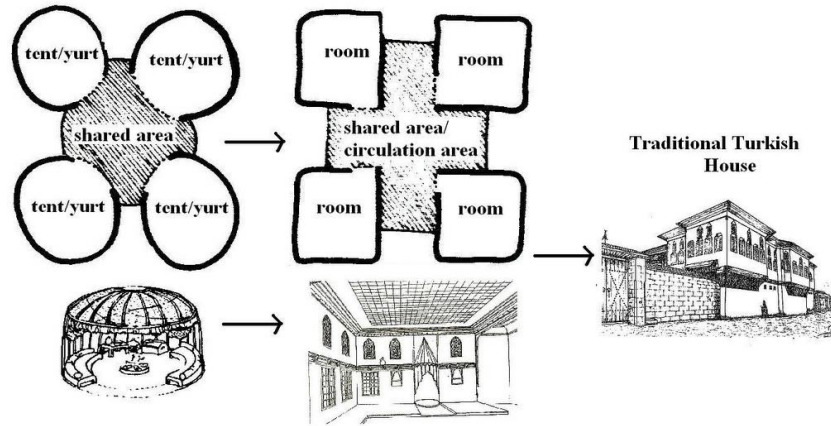 tent/yurt
tent/yurt
shared area
tent/yurt
tent/yurt
room
room
shared area/
circulation area
room
room
Traditional Turkish
House